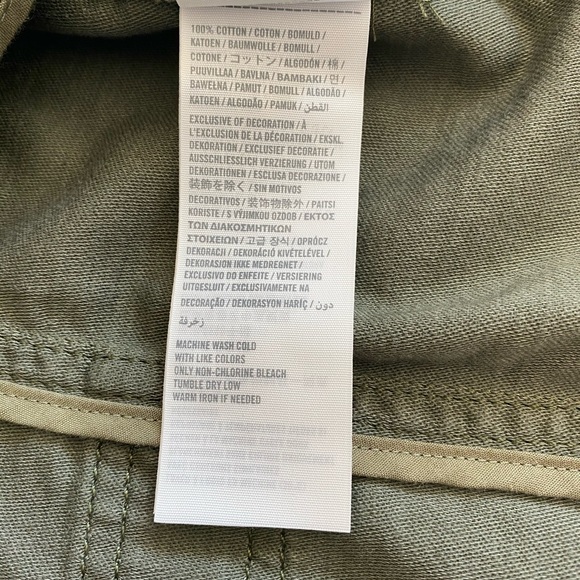 100% COTTON / COTON / BOMULD /
KATOEN / BAUMWOLLE / BOMULL /
COTONE / コットン / ALGODÓN / 棉 /
PUUVILLAA / BAVLNA / ΒΑΜΒΑΚΙ / 면 /
BAWEŁNA / PAMUT / BOMULL / ALGODÃO /
KATOEN / ALGODÃO / PAMUK / القطن
EXCLUSIVE OF DECORATION / À
L'EXCLUSION DE LA DÉCORATION / EKSKL.
DEKORATION / EXCLUSIEF DECORATIE /
AUSSCHLIESSLICH VERZIERUNG / UTOM
DEKORATIONEN / ESCLUSA DECORAZIONE /
装飾を除く / SIN MOTIVOS
DECORATIVOS / 装饰物除外 / PAITSI
KORISTE / S VÝJIMKOU OZDOB / ΕΚΤΟΣ
ΤΩΝ ΔΙΑΚΟΣΜΗΤΙΚΩΝ
ΣΤΟΙΧΕΙΩΝ / 고급 장식 / OPRÓCZ
DEKORACJI / DEKORÁCIÓ KIVÉTELÉVEL /
DEKORASJON IKKE MEDREGNET /
EXCLUSIVO DO ENFEITE / VERSIERING
UITGESLUIT / EXCLUSIVAMENTE NA
DECORAÇÃO / DEKORASYON HARİÇ / دون
زخرفة
MACHINE WASH COLD
WITH LIKE COLORS
ONLY NON-CHLORINE BLEACH
TUMBLE DRY LOW
WARM IRON IF NEEDED